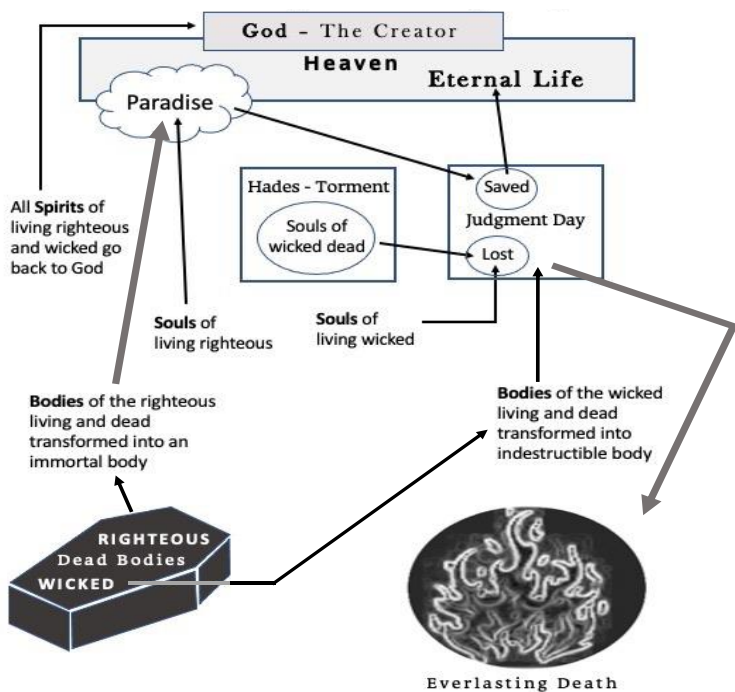 God – The Creator
Heaven
Eternal Life
Paradise
Hades - Torment
Souls of
wicked dead
Saved
Judgment Day
Lost
All Spirits of
living righteous
and wicked go
back to God
Souls of
living righteous
Souls of
living wicked
Bodies of the righteous
living and dead
transformed into an
immortal body
Bodies of the wicked
living and dead
transformed into
indestructible body
RIGHTEOUS
Dead Bodies
WICKED
Everlasting Death